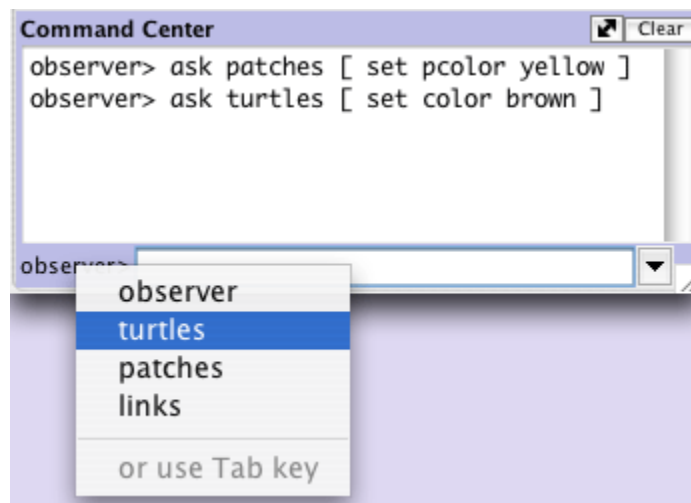 Command Center Clear
observer> ask patches [ set pcolor yellow ]
observer> ask turtles [ set color brown ]
observer>
observer
turtles
patches
links
or use Tab key